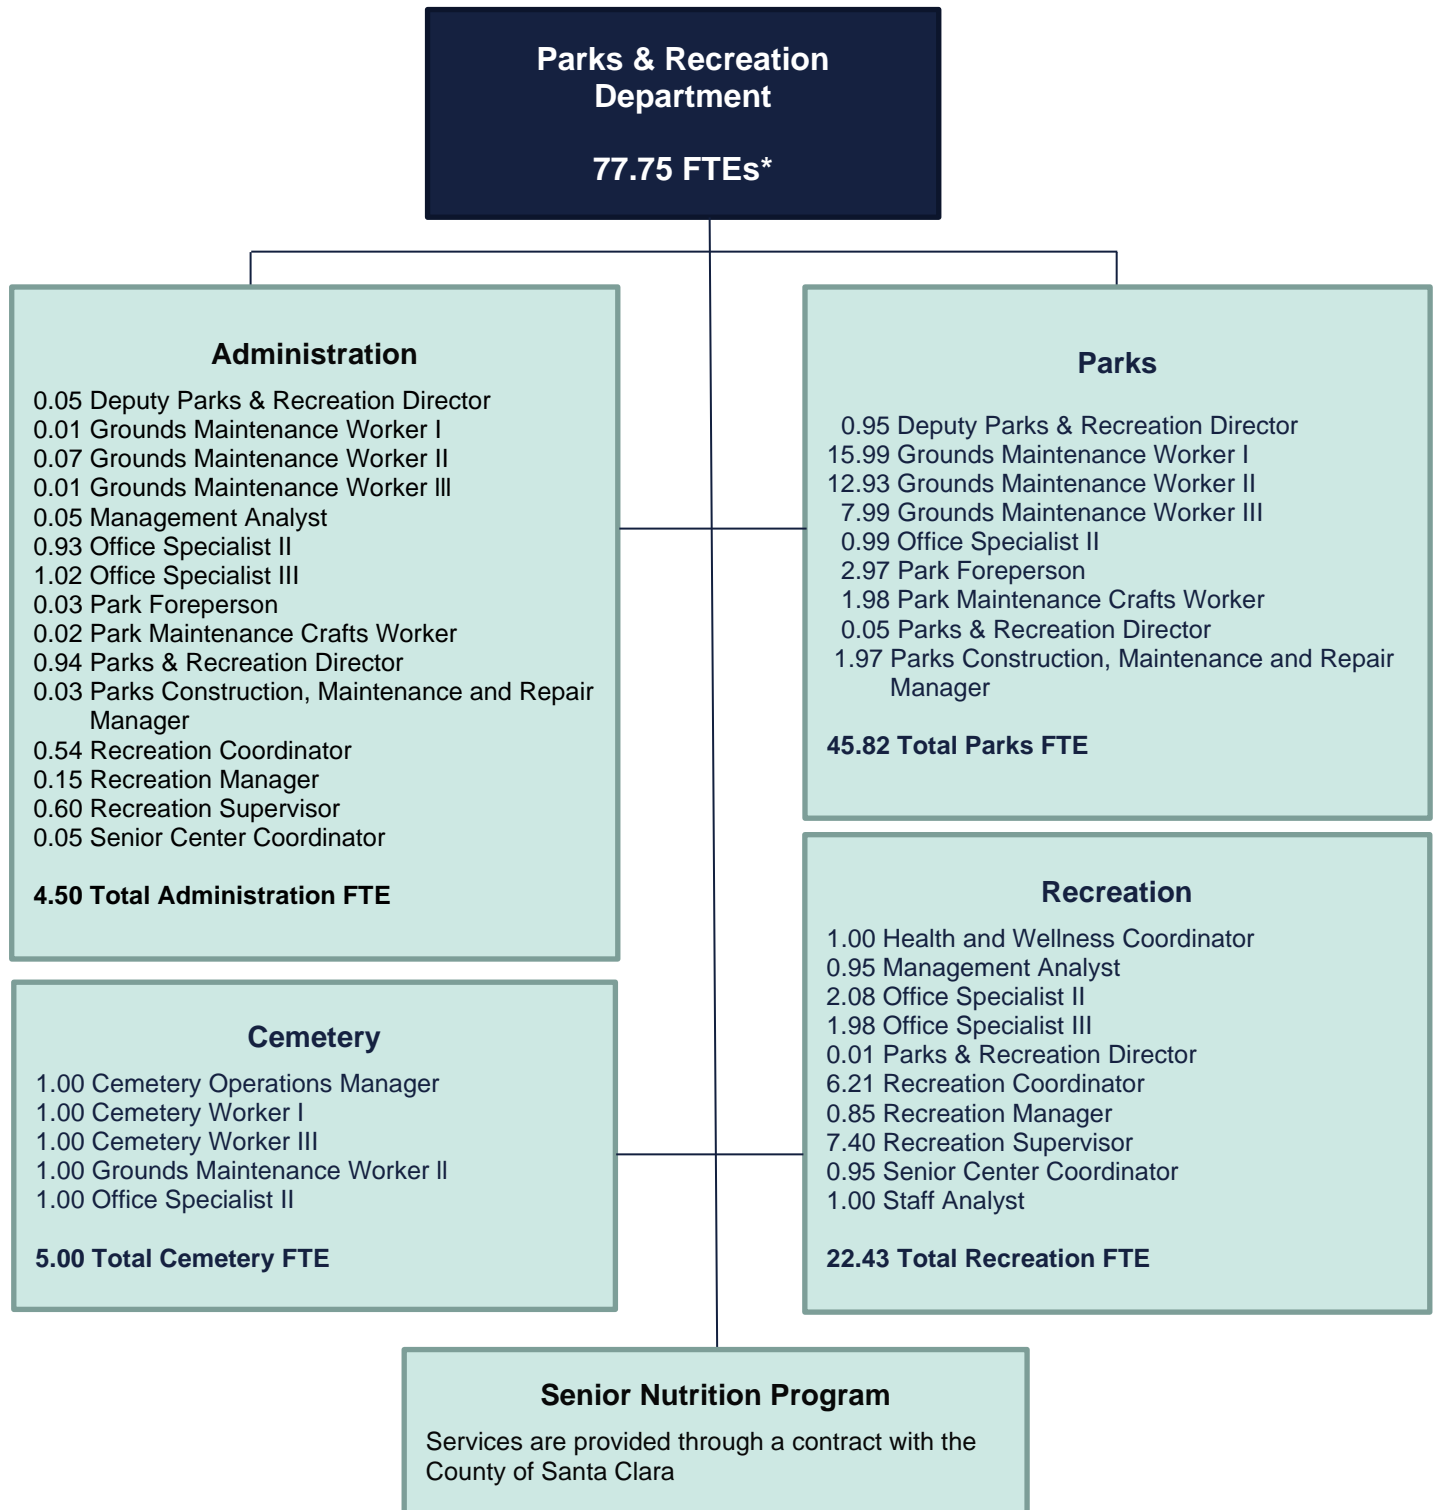 Parks & Recreation
Department
77.75 FTEs*
Administration
0.05 Deputy Parks & Recreation Director
0.01 Grounds Maintenance Worker I
0.07 Grounds Maintenance Worker II
0.01 Grounds Maintenance Worker III
0.05 Management Analyst
0.93 Office Specialist II
1.02 Office Specialist III
0.03 Park Foreperson
0.02 Park Maintenance Crafts Worker
0.94 Parks & Recreation Director
0.03 Parks Construction, Maintenance and Repair
Manager
0.54 Recreation Coordinator
0.15 Recreation Manager
0.60 Recreation Supervisor
0.05 Senior Center Coordinator
4.50 Total Administration FTE
Parks
0.95 Deputy Parks & Recreation Director
15.99 Grounds Maintenance Worker I
12.93 Grounds Maintenance Worker II
7.99 Grounds Maintenance Worker III
0.99 Office Specialist II
2.97 Park Foreperson
1.98 Park Maintenance Crafts Worker
0.05 Parks & Recreation Director
1.97 Parks Construction, Maintenance and Repair
Manager
45.82 Total Parks FTE
Cemetery
1.00 Cemetery Operations Manager
1.00 Cemetery Worker I
1.00 Cemetery Worker III
1.00 Grounds Maintenance Worker II
1.00 Office Specialist II
5.00 Total Cemetery FTE
Recreation
1.00 Health and Wellness Coordinator
0.95 Management Analyst
2.08 Office Specialist II
1.98 Office Specialist III
0.01 Parks & Recreation Director
6.21 Recreation Coordinator
0.85 Recreation Manager
7.40 Recreation Supervisor
0.95 Senior Center Coordinator
1.00 Staff Analyst
22.43 Total Recreation FTE
Senior Nutrition Program
Services are provided through a contract with the
County of Santa Clara